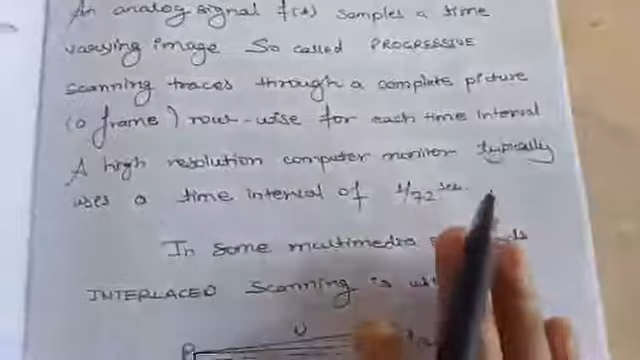 An analog signal f(t) samples a time
varying image So called PROGRESSIVE
scanning traces through a complete picture
(o frame) row-wise for each time interval
A high resolution computer monitor typically
uses a time interval of 1/72 sec.
In some multimedia
INTERLACED Scanning is
U
P